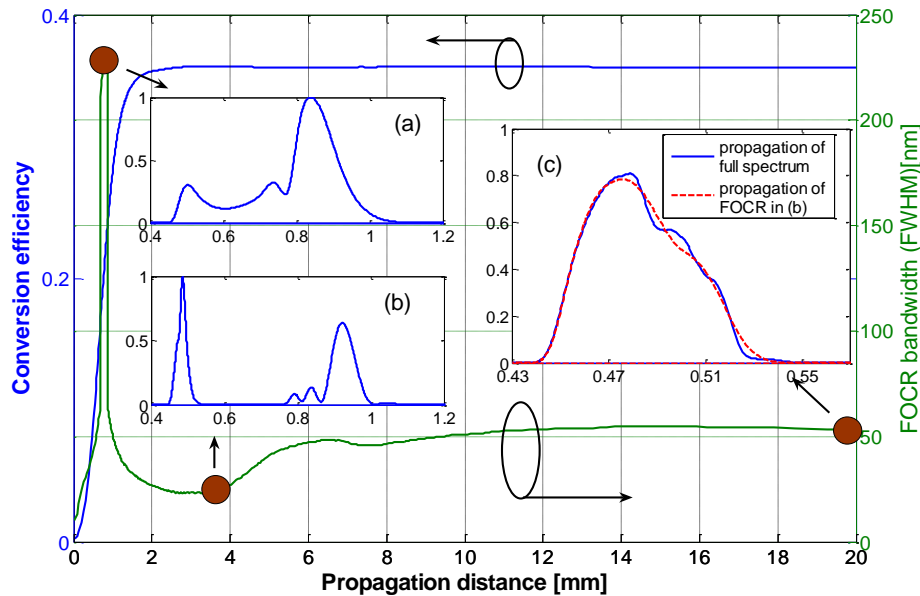 0.4
250
200
150
100
50
0
0.2
0
Conversion efficiency
FOCR bandwidth (FWHM)[nm]
(a)
1
0.5
0
0.4 0.6 0.8 1 1.2
(b)
1
0.5
0
0.4 0.6 0.8 1 1.2
(c)
propagation of
full spectrum
propagation of
FOCR in (b)
1
0.8
0.6
0.4
0.2
0
0.43 0.47 0.51 0.55
0 2 4 6 8 10 12 14 16 18 20
Propagation distance [mm]